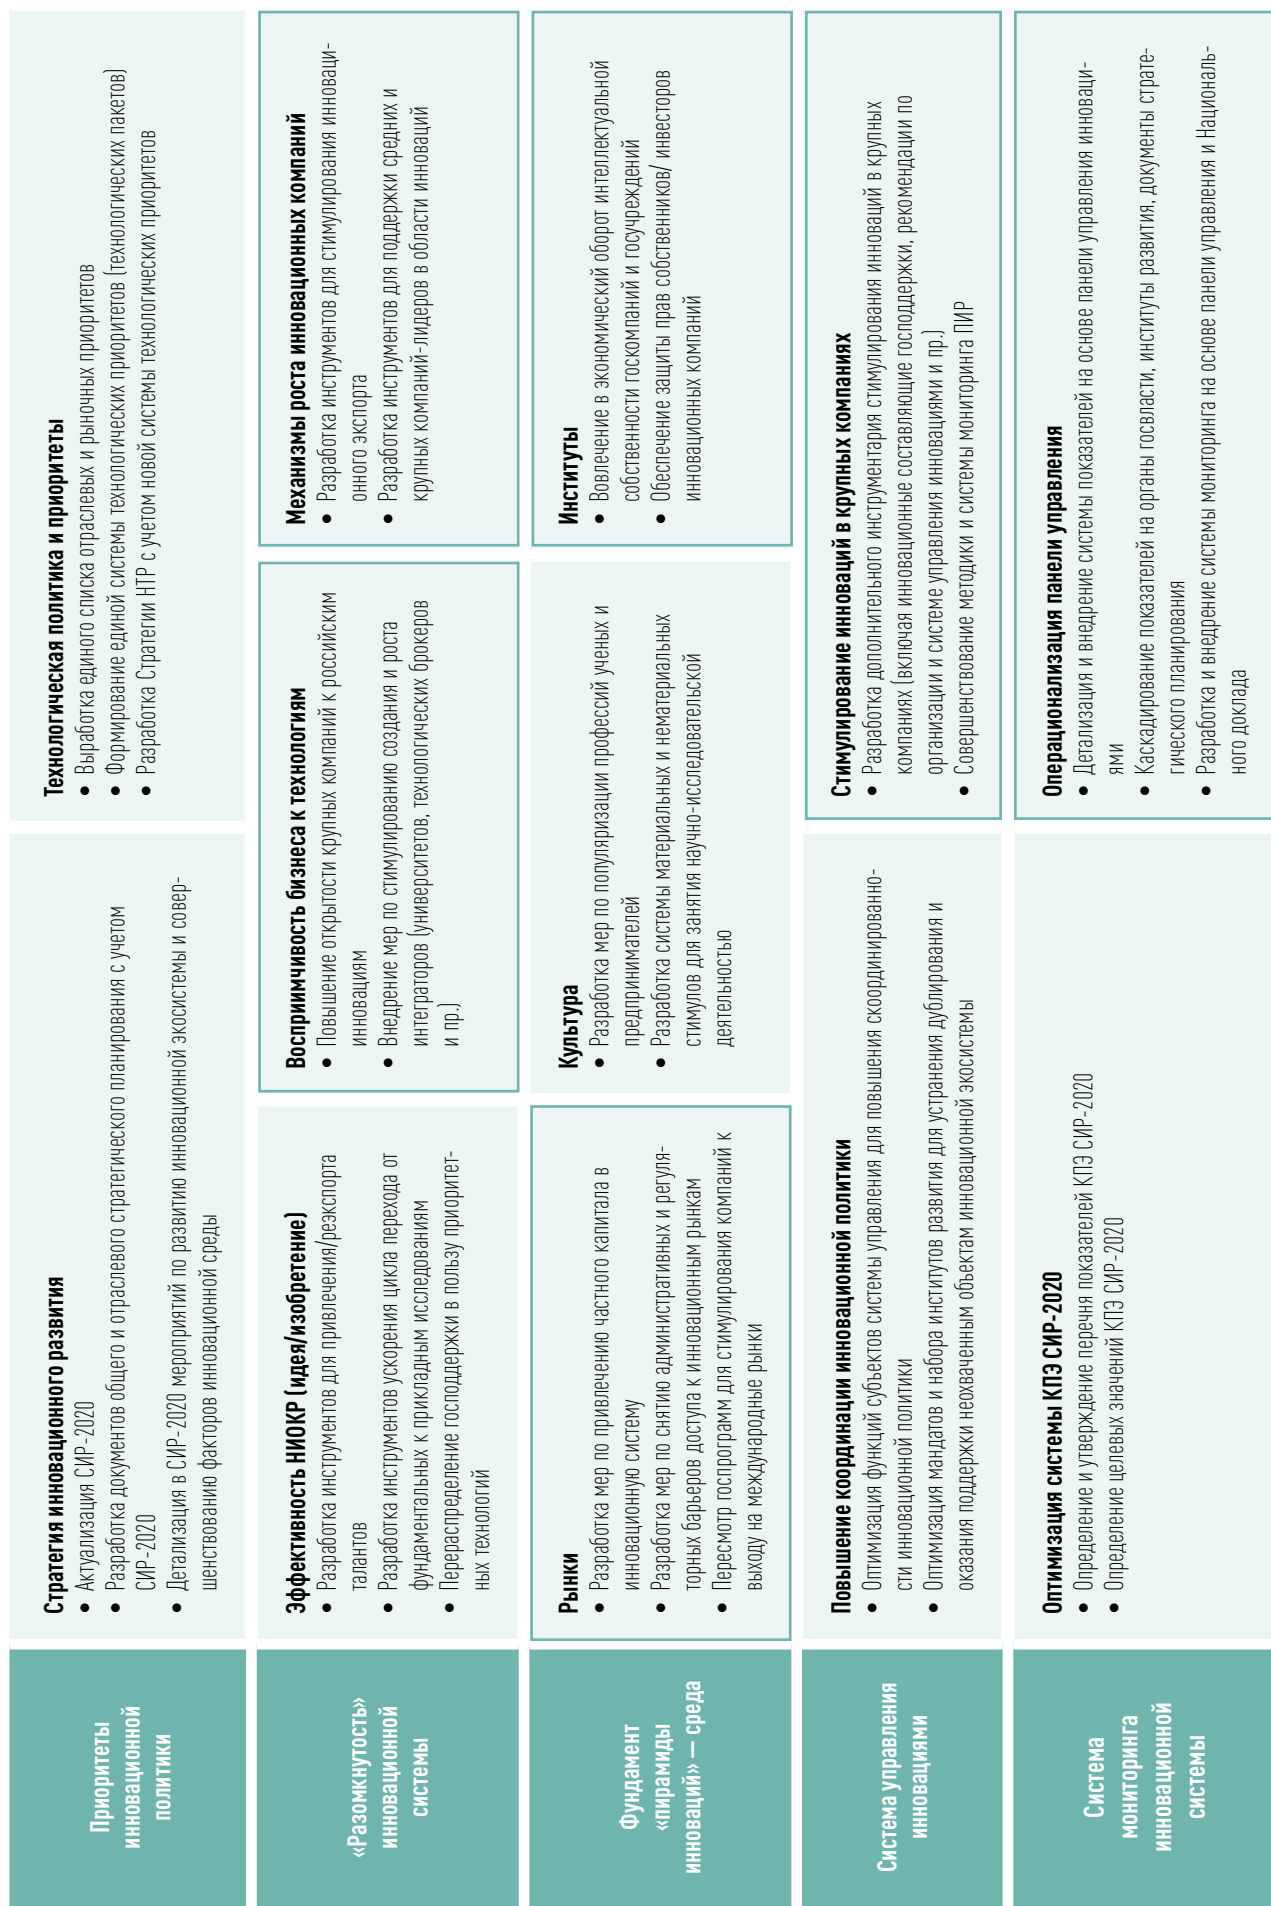 Приоритеты
инновационной
политики
Стратегия инновационного развития
• Актуализация СИР-2020
• Разработка документов общего и отраслевого стратегического планирования с учетом
СИР-2020
• Детализация в СИР-2020 мероприятий по развитию инновационной экосистемы и совер-
шенствованию факторов инновационной среды
Технологическая политика и приоритеты
• Выработка единого списка отраслевых и рыночных приоритетов
• Формирование единой системы технологических приоритетов (технологических пакетов)
• Разработка Стратегии НТР с учетом новой системы технологических приоритетов
«Разомкнутость»
инновационной
системы
Эффективность НИОКР (идея/изобретение)
• Разработка инструментов для привлечения/реэкспорта
талантов
• Разработка инструментов ускорения цикла перехода от
фундаментальных к прикладным исследованиям
• Перераспределение господдержки в пользу приоритет-
ных технологий
Восприимчивость бизнеса к технологиям
• Повышение открытости крупных компаний к российским
инновациям
• Внедрение мер по стимулированию создания и роста
интеграторов (университетов, технологических брокеров
и пр.)
Механизмы роста инновационных компаний
• Разработка инструментов для стимулирования инноваци-
онного экспорта
• Разработка инструментов для поддержки средних и
крупных компаний-лидеров в области инноваций
Фундамент
«пирамиды
инноваций» — среда
Рынки
• Разработка мер по привлечению частного капитала в
инновационную систему
• Разработка мер по снятию административных и регуля-
торных барьеров доступа к инновационным рынкам
• Пересмотр госпрограмм для стимулирования компаний к
выходу на международные рынки
Культура
• Разработка мер по популяризации профессий ученых и
предпринимателей
• Разработка системы материальных и нематериальных
стимулов для занятия научно-исследовательской
деятельностью
Институты
• Вовлечение в экономический оборот интеллектуальной
собственности госкомпаний и госучреждений
• Обеспечение защиты прав собственников/ инвесторов
инновационных компаний
Система управления
инновациями
Повышение координации инновационной политики
• Оптимизация функций субъектов системы управления для повышения скоординированно-
сти инновационной политики
• Оптимизация мандатов и набора институтов развития для устранения дублирования и
оказания поддержки неохваченным объектам инновационной экосистемы
Стимулирование инноваций в крупных компаниях
• Разработка дополнительного инструментария стимулирования инноваций в крупных
компаниях (включая инновационные составляющие господдержки, рекомендации по
организации и системе управления инновациями и пр.)
• Совершенствование методики и системы мониторинга ПИР
Система
мониторинга
инновационной
системы
Оптимизация системы КПЭ СИР-2020
• Определение и утверждение перечня показателей КПЭ СИР-2020
• Определение целевых значений КПЭ СИР-2020
Операционализация панели управления
• Детализация и внедрение системы показателей на основе панели управления инноваци-
ями
• Каскадирование показателей на органы госвласти, институты развития, документы страте-
гического планирования
• Разработка и внедрение системы мониторинга на основе панели управления и Националь-
ного доклада